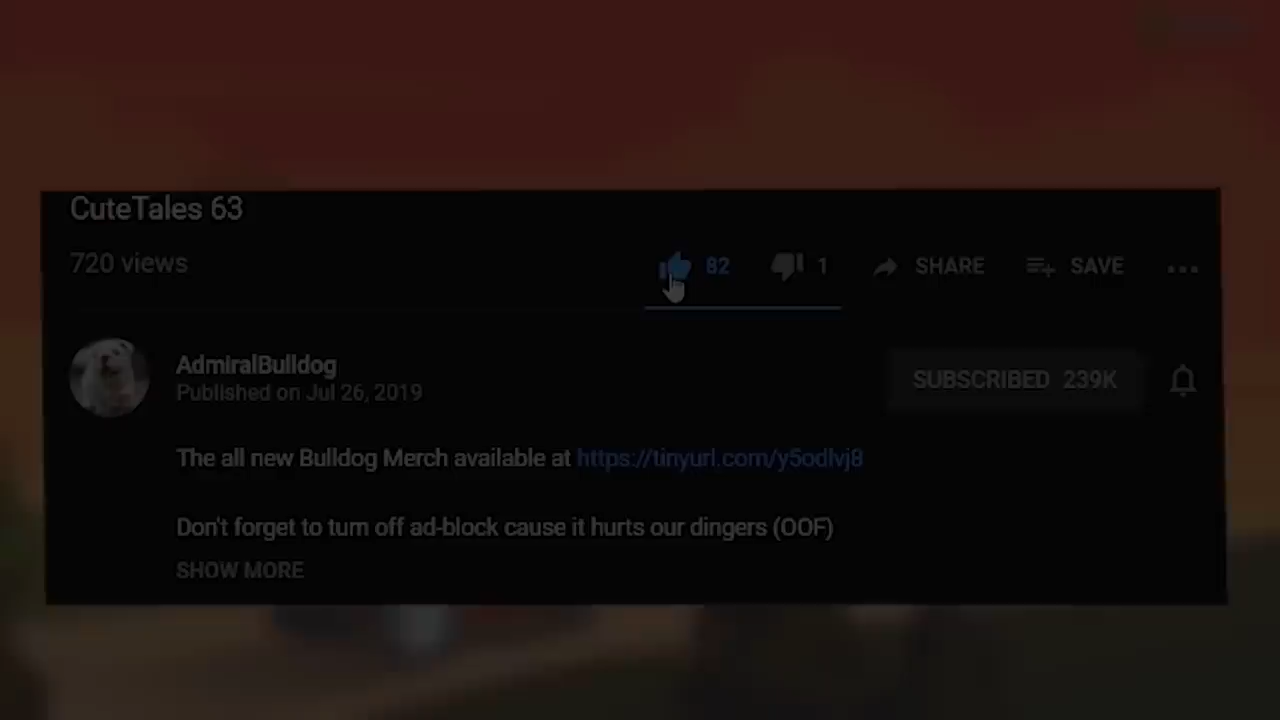 CuteTales 63
720 views
82
1
SHARE
SAVE
AdmiralBulldog
Published on Jul 26, 2019
SUBSCRIBED 239K
The all new Bulldog Merch available at https://tinyurl.com/y5odlvj8
Don't forget to turn off ad-block cause it hurts our dingers (OOF)
SHOW MORE